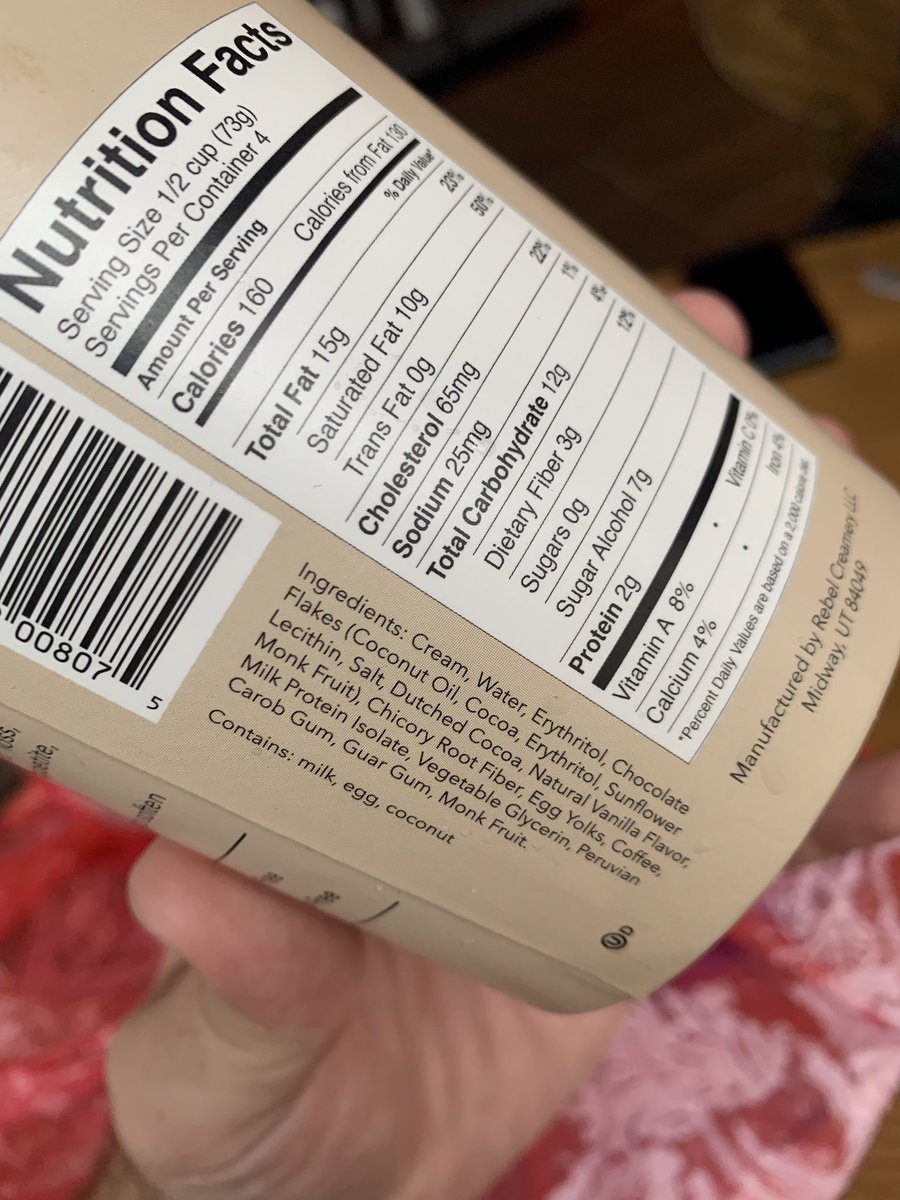 Nutrition Facts
Serving Size 1/2 cup (73g)
Servings Per Container 4
Amount Per Serving
Calories 160 Calories from Fat 130
% Daily Value*
Total Fat 15g 23%
Saturated Fat 10g 50%
Trans Fat 0g
Cholesterol 65mg 22%
Sodium 25mg 1%
Total Carbohydrate 12g 4%
Dietary Fiber 3g 12%
Sugars 0g
Sugar Alcohol 7g
Protein 2g
Vitamin A 8% • Vitamin C 0%
Calcium 4% • Iron 4%
*Percent Daily Values are based on a 2,000 calorie diet.
Ingredients: Cream, Water, Erythritol, Chocolate
Flakes (Coconut Oil, Cocoa, Erythritol, Sunflower
Lecithin, Salt, Dutched Cocoa, Natural Vanilla Flavor,
Monk Fruit), Chicory Root Fiber, Egg Yolks, Coffee,
Milk Protein Isolate, Vegetable Glycerin, Peruvian
Carob Gum, Guar Gum, Monk Fruit.
Contains: milk, egg, coconut
Manufactured by Rebel Creamery LLC
Midway, UT 84049
00807 5
U D